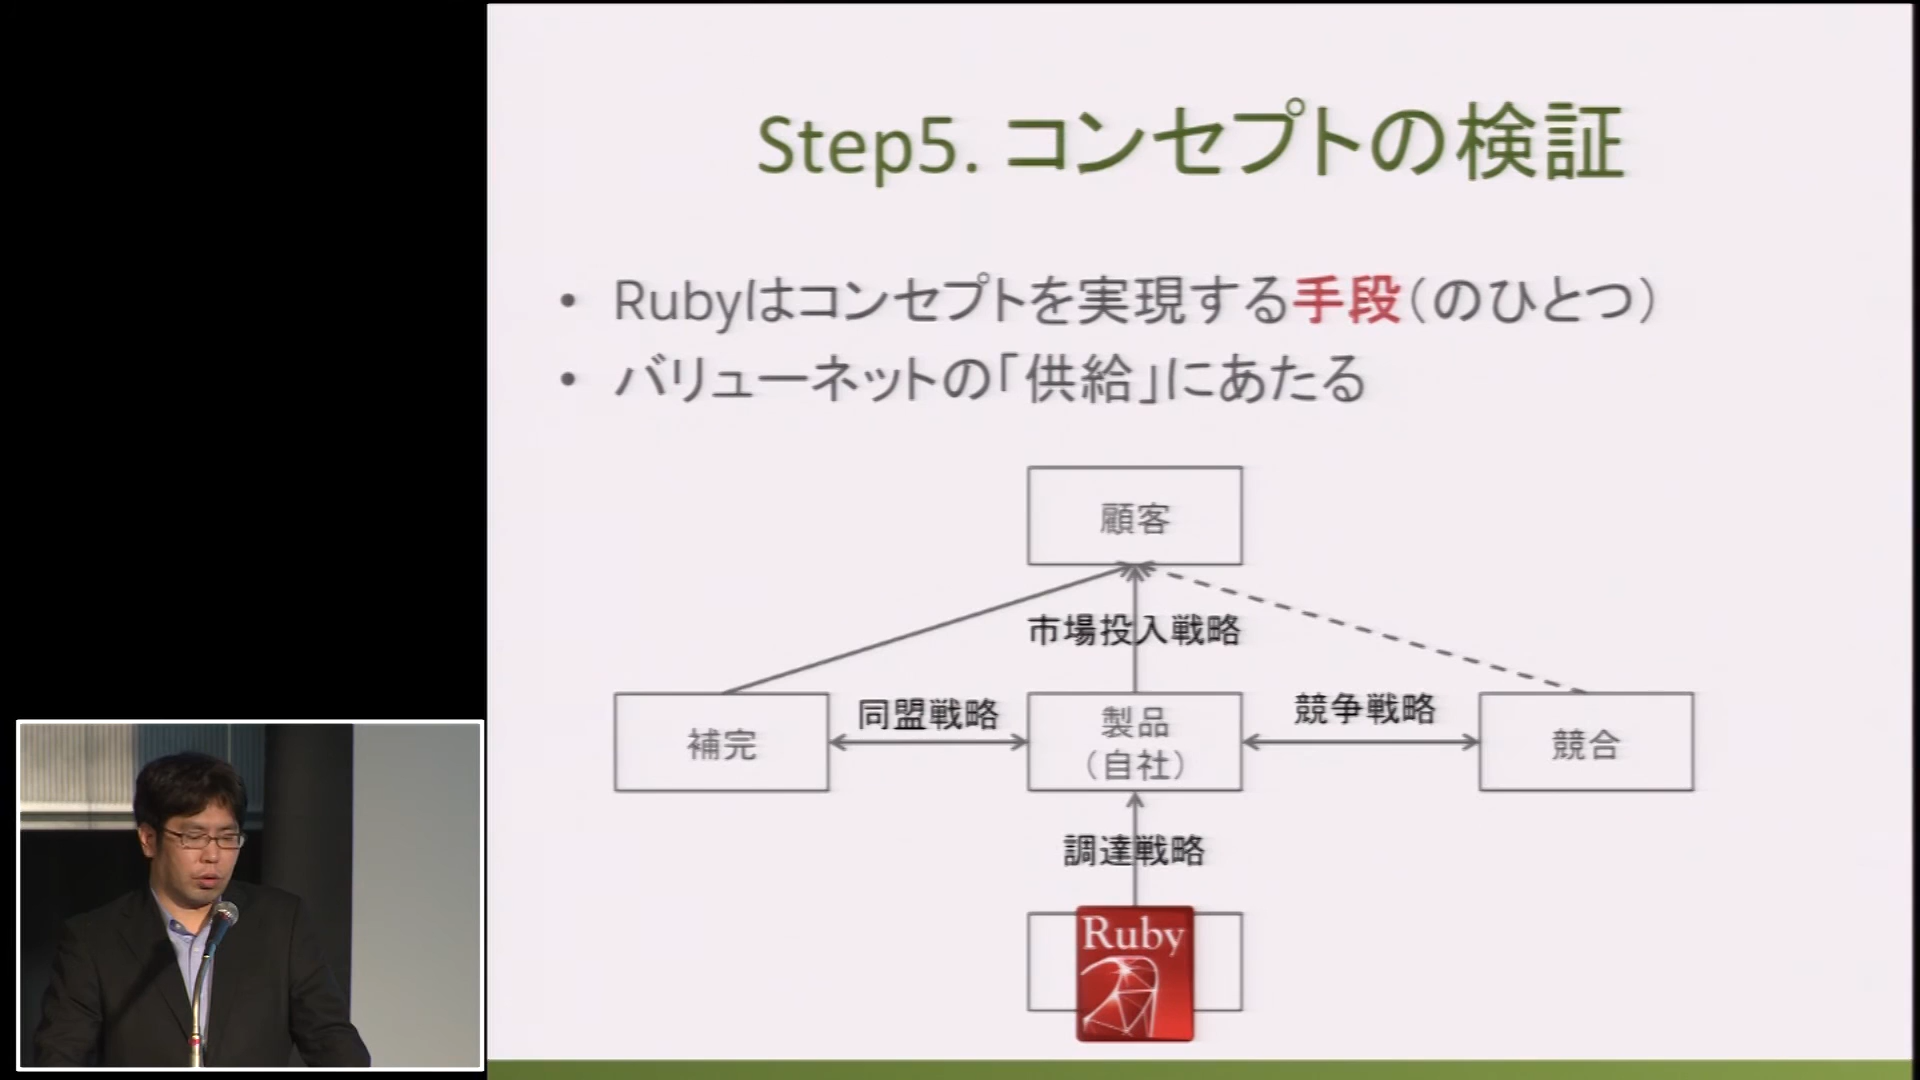 Step5. コンセプトの検証
• Rubyはコンセプトを実現する手段(のひとつ)
• バリューネットの「供給」にあたる
顧客
市場投入戦略
補完
同盟戦略
製品
(自社)
競争戦略
競合
調達戦略
Ruby